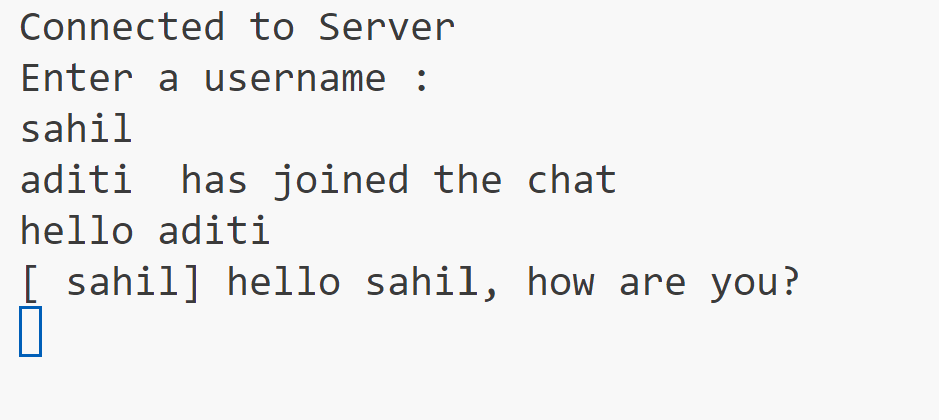 Connected to Server
Enter a username :
sahil
aditi  has joined the chat
hello aditi
[ sahil] hello sahil, how are you?